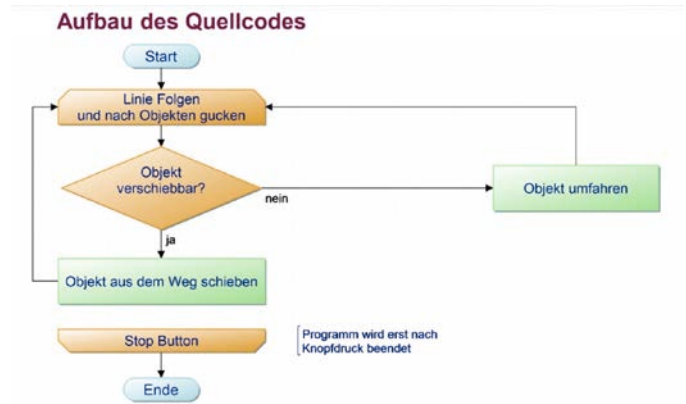 Aufbau des Quellcodes
Start
Linie Folgen
und nach Objekten gucken
Objekt
verschiebbar?
nein
Objekt umfahren
ja
Objekt aus dem Weg schieben
Stop Button
Programm wird erst nach
Knopfdruck beendet
Ende